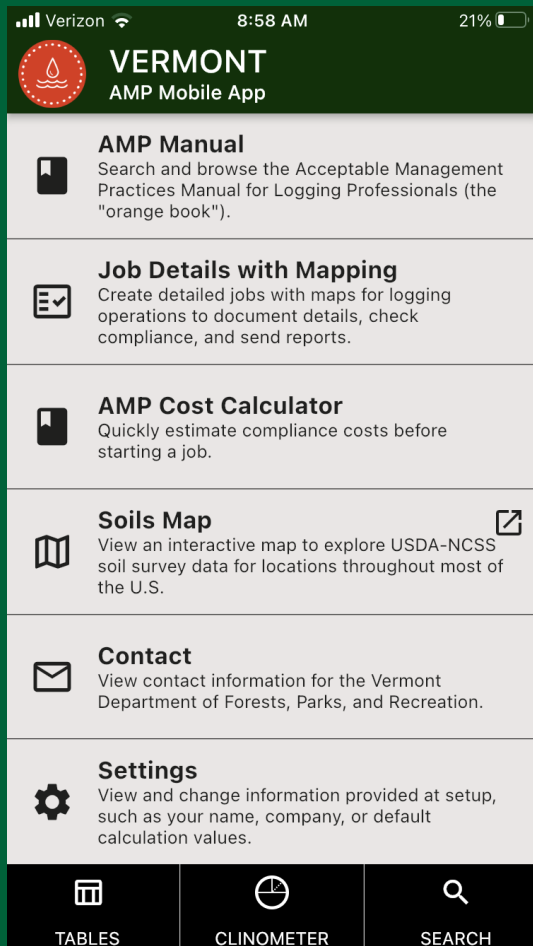 Verizon 8:58 AM 21%
VERMONT
AMP Mobile App
AMP Manual
Search and browse the Acceptable Management
Practices Manual for Logging Professionals (the
"orange book").
Job Details with Mapping
Create detailed jobs with maps for logging
operations to document details, check
compliance, and send reports.
AMP Cost Calculator
Quickly estimate compliance costs before
starting a job.
Soils Map
View an interactive map to explore USDA-NCSS
soil survey data for locations throughout most of
the U.S.
Contact
View contact information for the Vermont
Department of Forests, Parks, and Recreation.
Settings
View and change information provided at setup,
such as your name, company, or default
calculation values.
TABLES CLINOMETER SEARCH